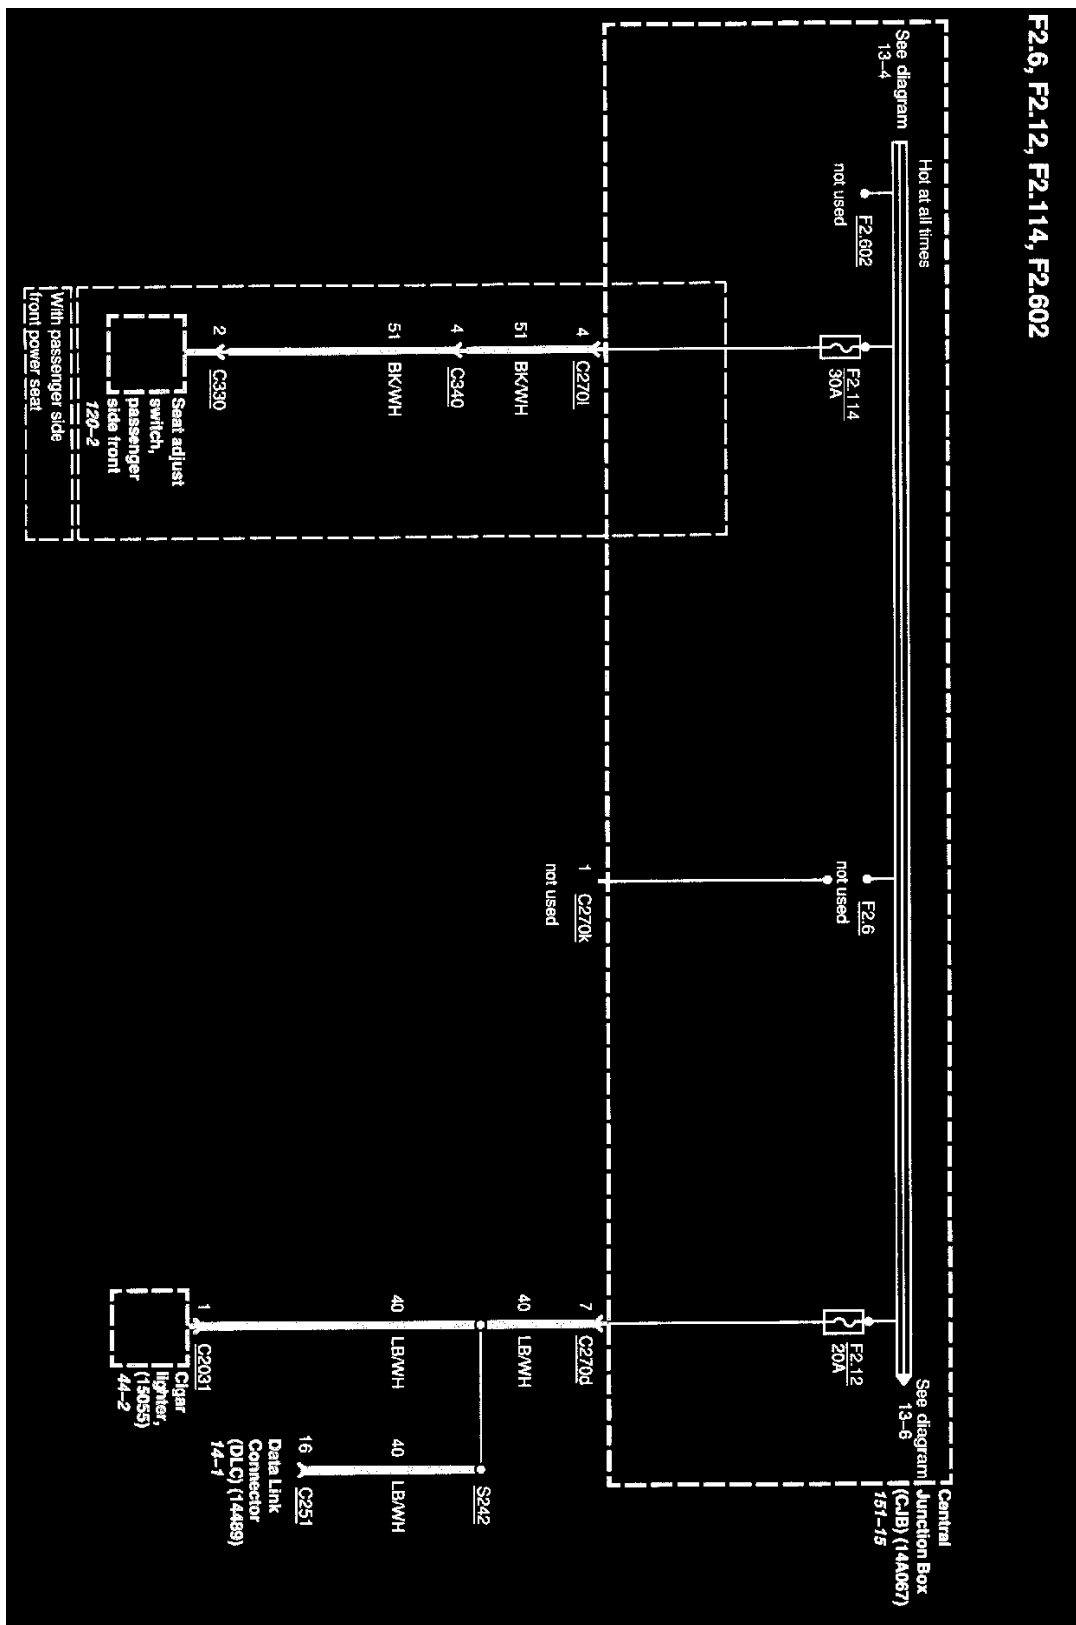 F2.6, F2.12, F2.114, F2.602
See diagram
13–4
Hot at all times
See diagram
13–6
Central
Junction Box
(CJB) (14A067)
151–15
F2.602
not used
F2.114
30A
F2.6
not used
F2.12
20A
4 C270l
1 C270k
not used
7 C270d
51 BK/WH
40 LB/WH
4 C340
S242
51 BK/WH
40 LB/WH
40 LB/WH
2 C330
16 C251
1 C2031
Seat adjust
switch,
passenger
side front
120–2
Data Link
Connector
(DLC) (14489)
14–1
Cigar
lighter,
(15055)
44–2
With passenger side
front power seat